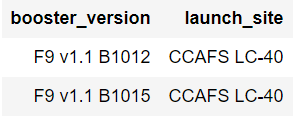 booster_version launch_site
F9 v1.1 B1012 CCAFS LC-40
F9 v1.1 B1015 CCAFS LC-40